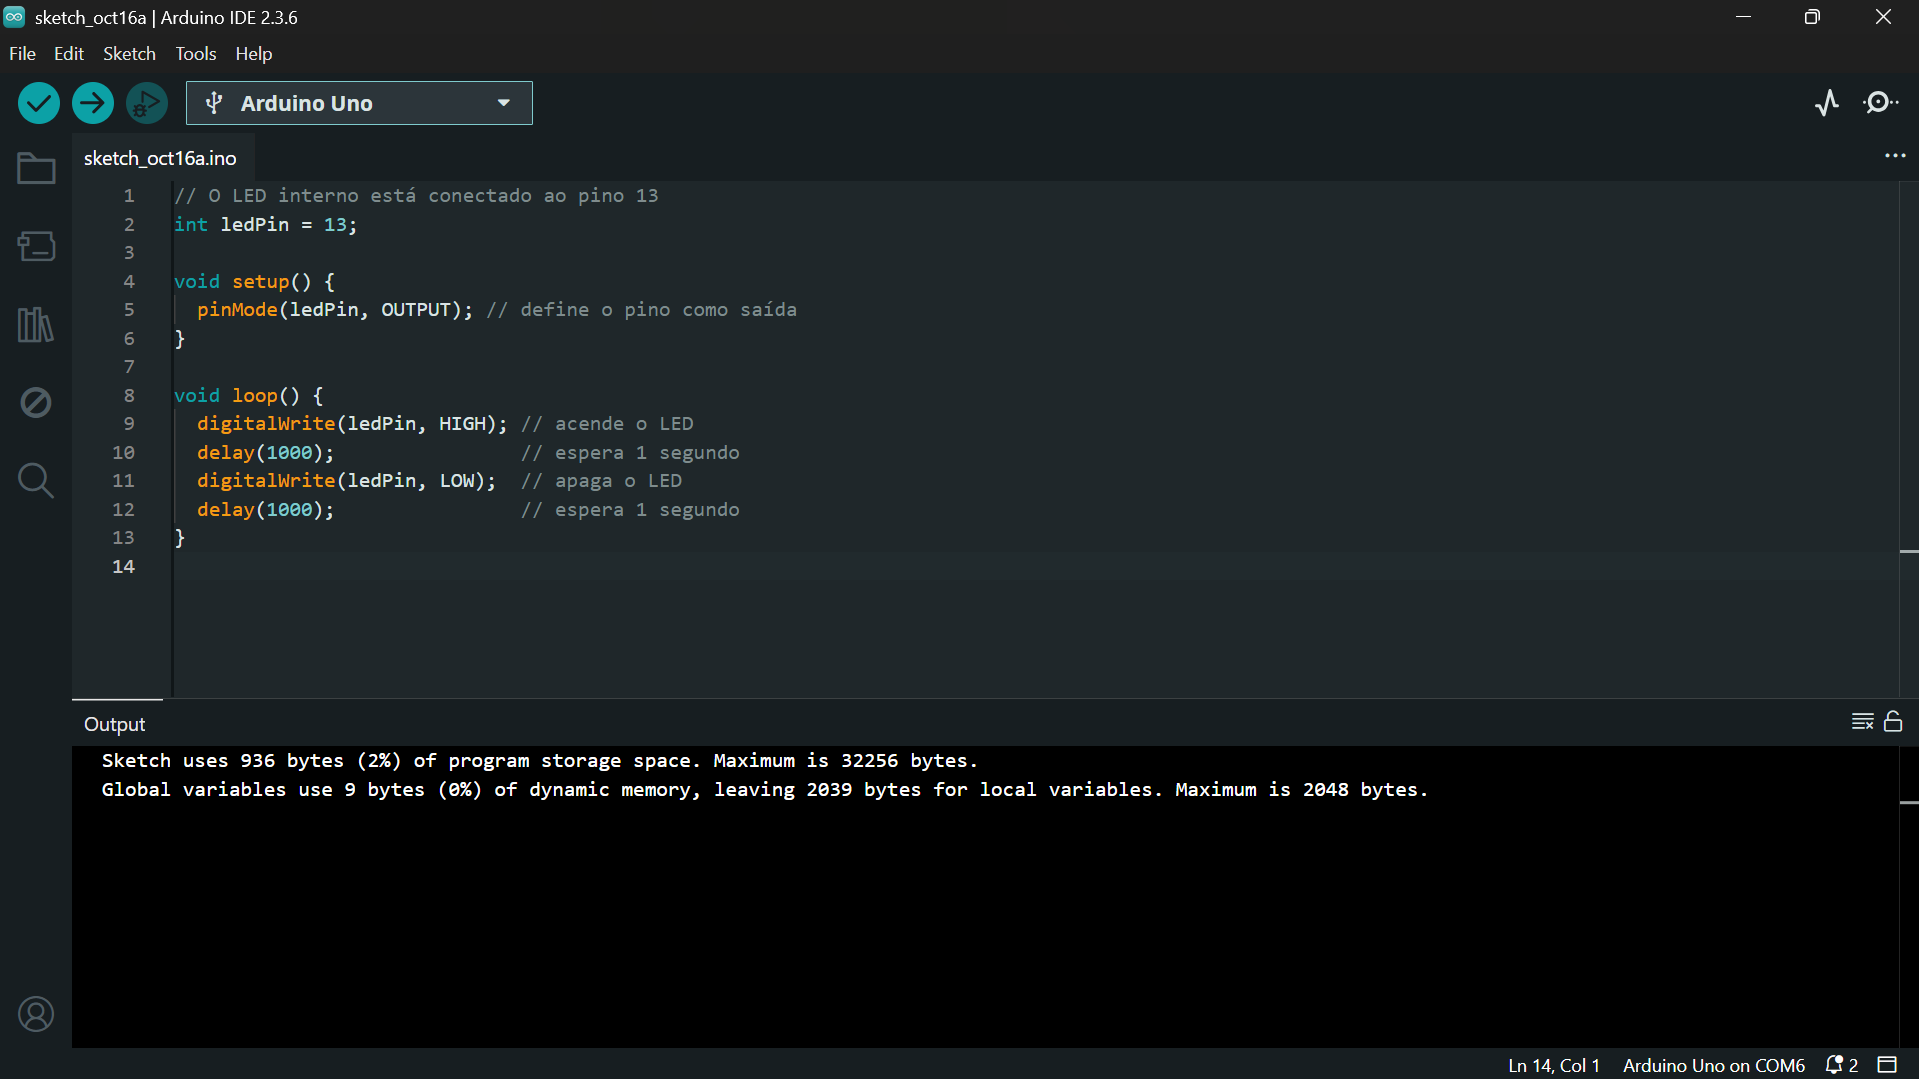 sketch_oct16a | Arduino IDE 2.3.6
File Edit Sketch Tools Help
Arduino Uno
sketch_oct16a.ino
1 // O LED interno está conectado ao pino 13
2 int ledPin = 13;
3
4 void setup() {
5   pinMode(ledPin, OUTPUT); // define o pino como saída
6 }
7
8 void loop() {
9   digitalWrite(ledPin, HIGH); // acende o LED
10   delay(1000);                // espera 1 segundo
11   digitalWrite(ledPin, LOW);  // apaga o LED
12   delay(1000);                // espera 1 segundo
13 }
14
Output
Sketch uses 936 bytes (2%) of program storage space. Maximum is 32256 bytes.
Global variables use 9 bytes (0%) of dynamic memory, leaving 2039 bytes for local variables. Maximum is 2048 bytes.
Ln 14, Col 1 Arduino Uno on COM6 2